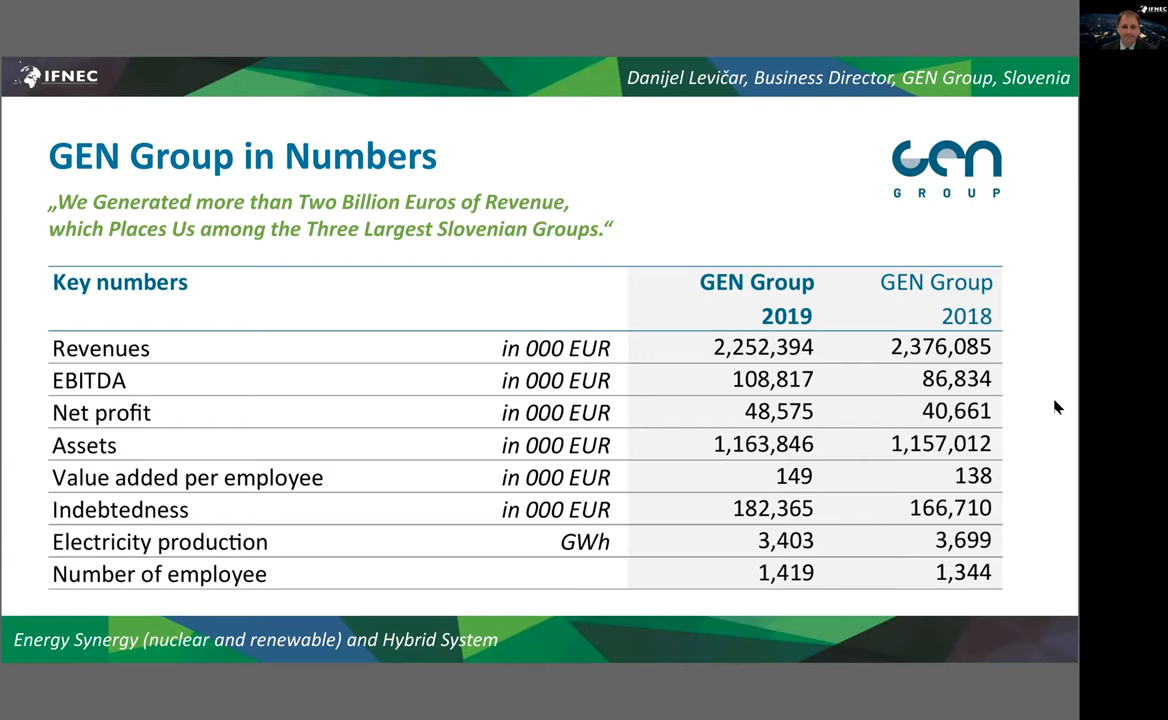 IFNEC
IFNEC
Danijel Levičar, Business Director, GEN Group, Slovenia
GEN Group in Numbers
gen
GROUP
„We Generated more than Two Billion Euros of Revenue,
which Places Us among the Three Largest Slovenian Groups.“
Key numbers GEN Group GEN Group
2019 2018
Revenues in 000 EUR 2,252,394 2,376,085
EBITDA in 000 EUR 108,817 86,834
Net profit in 000 EUR 48,575 40,661
Assets in 000 EUR 1,163,846 1,157,012
Value added per employee in 000 EUR 149 138
Indebtedness in 000 EUR 182,365 166,710
Electricity production GWh 3,403 3,699
Number of employee 1,419 1,344
Energy Synergy (nuclear and renewable) and Hybrid System